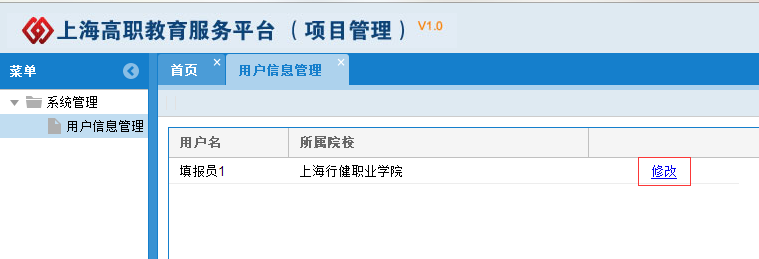 上海高职教育服务平台（项目管理） V1.0
菜单
首页
用户信息管理
系统管理
用户信息管理
用户名 所属院校
填报员1 上海行健职业学院 修改